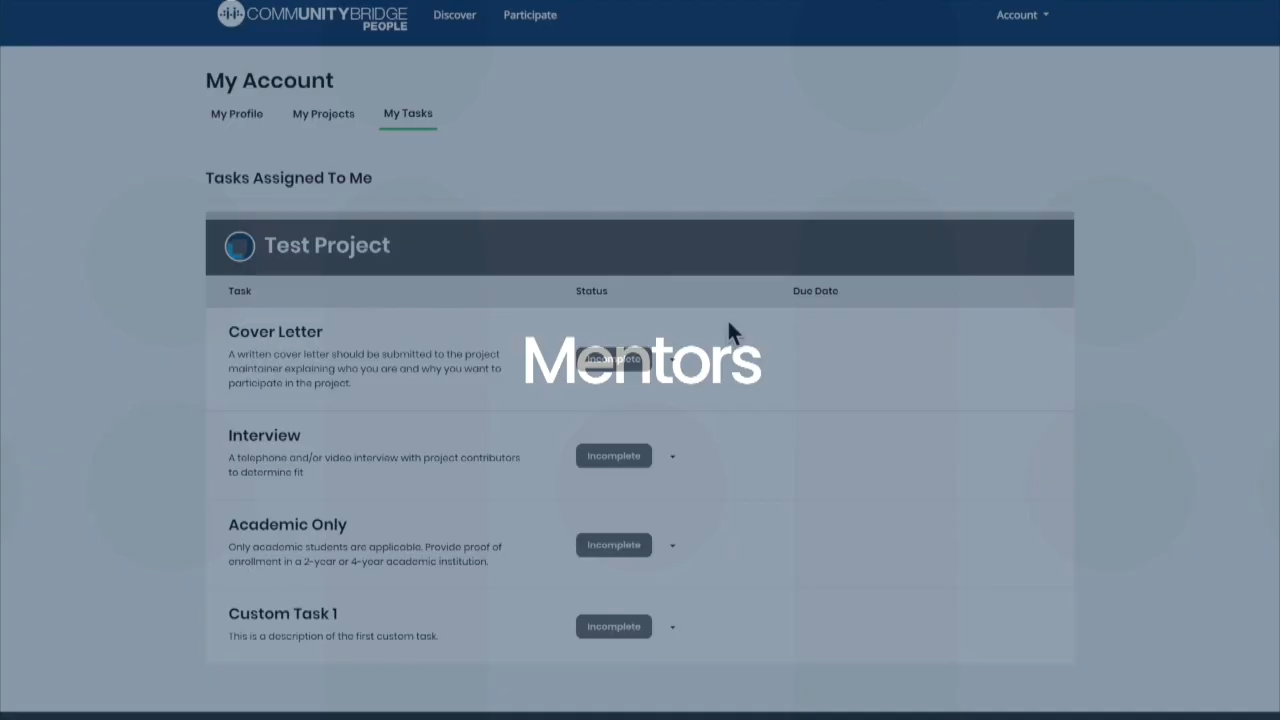 COMMUNITYBRIDGE
PEOPLE
Discover
Participate
Account
My Account
My Profile
My Projects
My Tasks
Tasks Assigned To Me
Test Project
Task
Status
Due Date
Cover Letter
A written cover letter should be submitted to the project
maintainer explaining who you are and why you want to
participate in the project.
Incomplete
Mentors
Interview
A telephone and/or video interview with project contributors
to determine fit
Incomplete
Academic Only
Only academic students are applicable. Provide proof of
enrollment in a 2-year or 4-year academic institution.
Incomplete
Custom Task 1
This is a description of the first custom task.
Incomplete